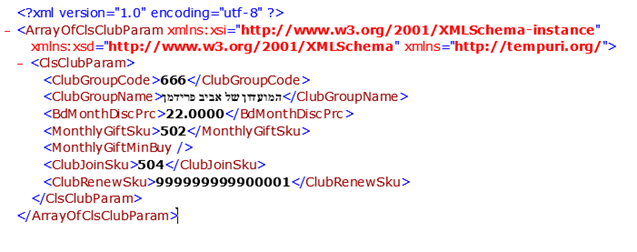 <?xml version="1.0" encoding="utf-8" ?>
- <ArrayOfClsClubParam xmlns:xsi="http://www.w3.org/2001/XMLSchema-instance"
xmlns:xsd="http://www.w3.org/2001/XMLSchema" xmlns="http://tempuri.org/">
- <ClsClubParam>
<ClubGroupCode>666</ClubGroupCode>
<ClubGroupName>המועדון של אביב פרידמן</ClubGroupName>
<BdMonthDiscPrc>22.0000</BdMonthDiscPrc>
<MonthlyGiftSku>502</MonthlyGiftSku>
<MonthlyGiftMinBuy />
<ClubJoinSku>504</ClubJoinSku>
<ClubRenewSku>999999999900001</ClubRenewSku>
</ClsClubParam>
</ArrayOfClsClubParam>